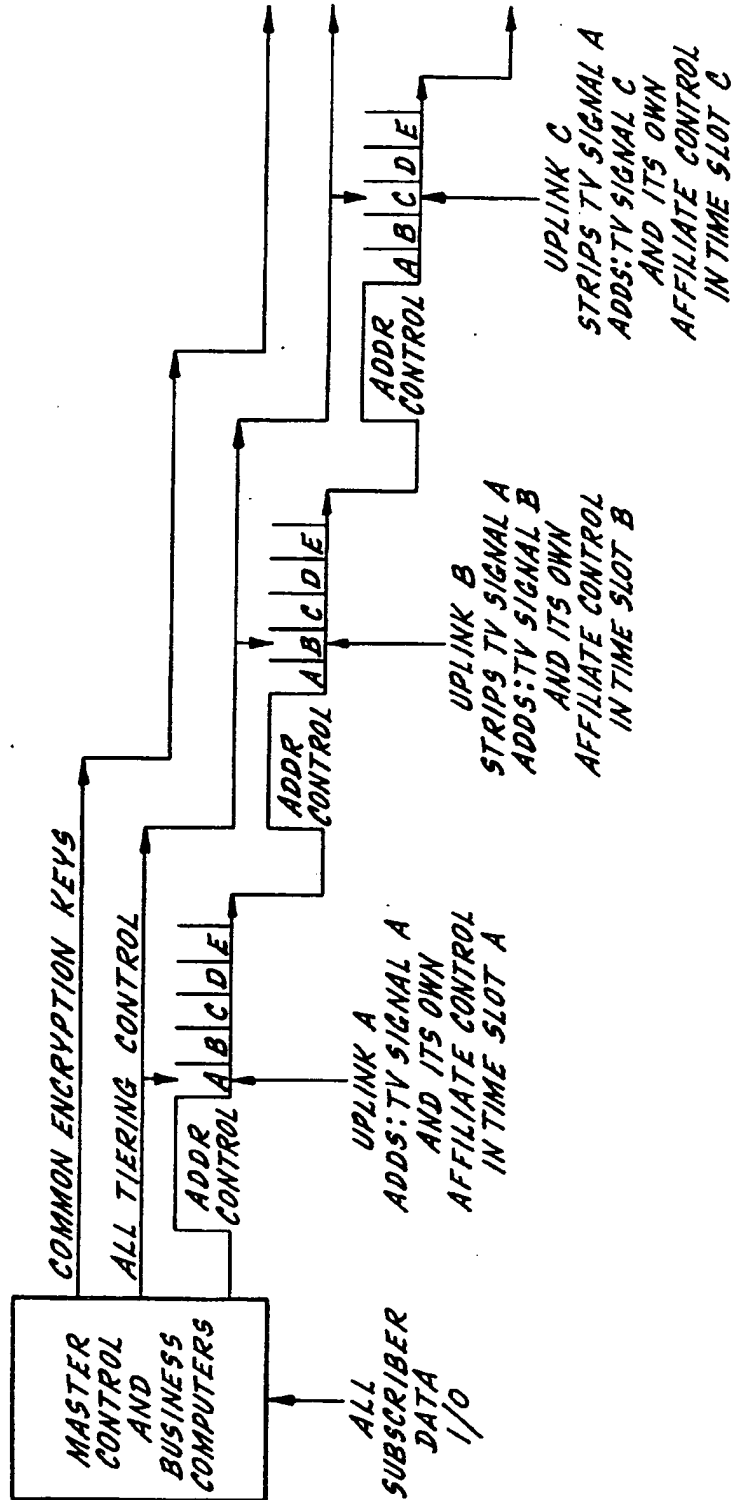 MASTER
CONTROL
AND
BUSINESS
COMPUTERS
ALL
SUBSCRIBER
DATA
I/O
COMMON ENCRYPTION KEYS
ALL TIERING CONTROL
ADDR
CONTROL
A B C D E
UPLINK A
ADDS: TV SIGNAL A
AND ITS OWN
AFFILIATE CONTROL
IN TIME SLOT A
ADDR
CONTROL
A B C D E
UPLINK B
STRIPS TV SIGNAL A
ADDS: TV SIGNAL B
AND ITS OWN
AFFILIATE CONTROL
IN TIME SLOT B
ADDR
CONTROL
A B C D E
UPLINK C
STRIPS TV SIGNAL A
ADDS: TV SIGNAL C
AND ITS OWN
AFFILIATE CONTROL
IN TIME SLOT C